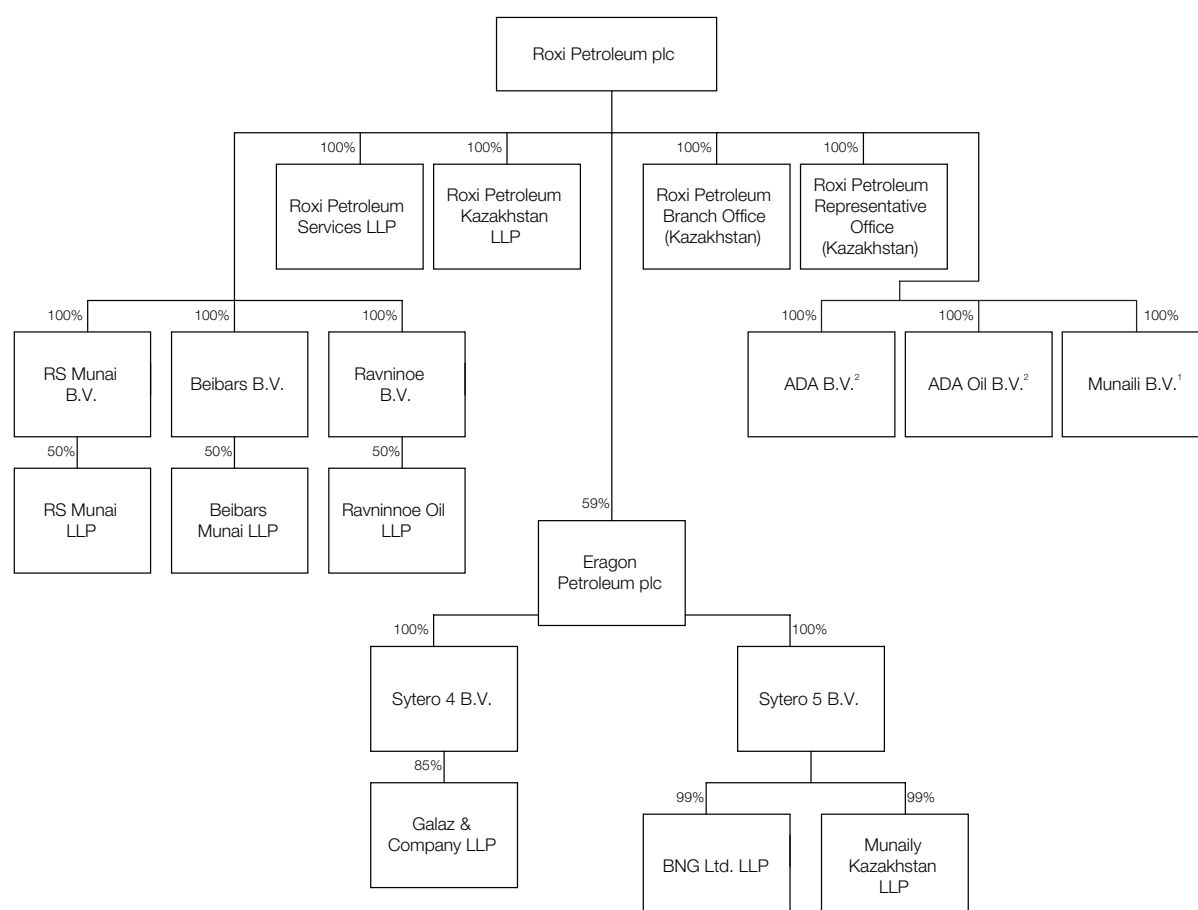 Roxi Petroleum plc
100%
100%
100%
100%
Roxi Petroleum
Services LLP
Roxi Petroleum
Kazakhstan
LLP
Roxi Petroleum
Branch Office
(Kazakhstan)
Roxi Petroleum
Representative
Office
(Kazakhstan)
100%
100%
100%
100%
100%
100%
RS Munai
B.V.
Beibars B.V.
Ravninoe
B.V.
ADA B.V.²
ADA Oil B.V.²
Munaili B.V.¹
50%
50%
50%
RS Munai
LLP
Beibars
Munai LLP
Ravninnoe Oil
LLP
59%
Eragon
Petroleum plc
100%
100%
Sytero 4 B.V.
Sytero 5 B.V.
85%
99%
99%
Galaz &
Company LLP
BNG Ltd. LLP
Munaily
Kazakhstan
LLP